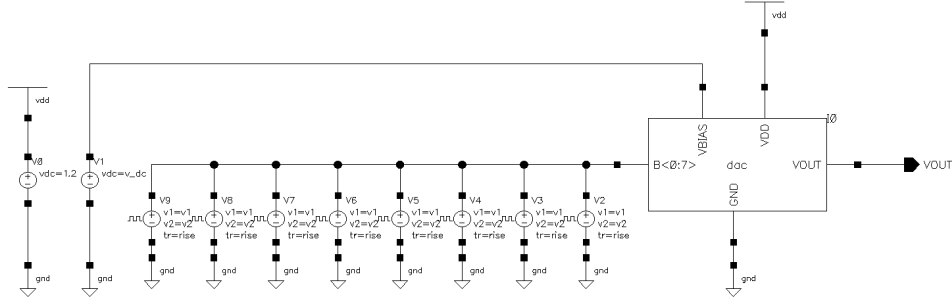 vdd
vdd
I0
V0
vdc=1.2
V1
vdc=v_dc
VBIAS
VDD
B<0:7>
dac
VOUT
VOUT
GND
V9
v1=v1
v2=v2
tr=rise
V8
v1=v1
v2=v2
tr=rise
V7
v1=v1
v2=v2
tr=rise
V6
v1=v1
v2=v2
tr=rise
V5
v1=v1
v2=v2
tr=rise
V4
v1=v1
v2=v2
tr=rise
V3
v1=v1
v2=v2
tr=rise
V2
v1=v1
v2=v2
tr=rise
gnd
gnd
gnd
gnd
gnd
gnd
gnd
gnd
gnd
gnd
gnd